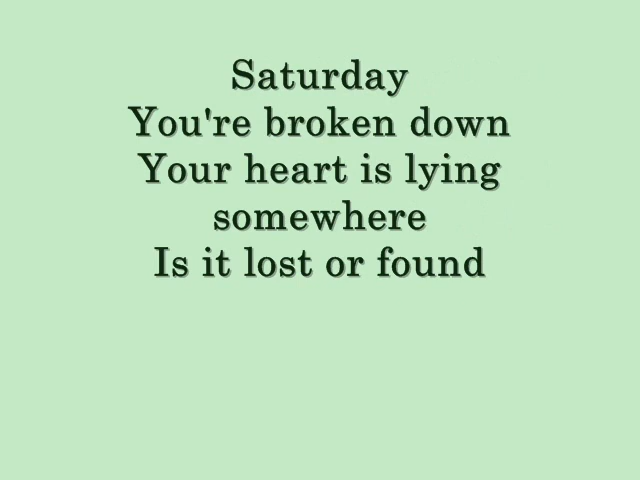 Saturday
You're broken down
Your heart is lying
somewhere
Is it lost or found